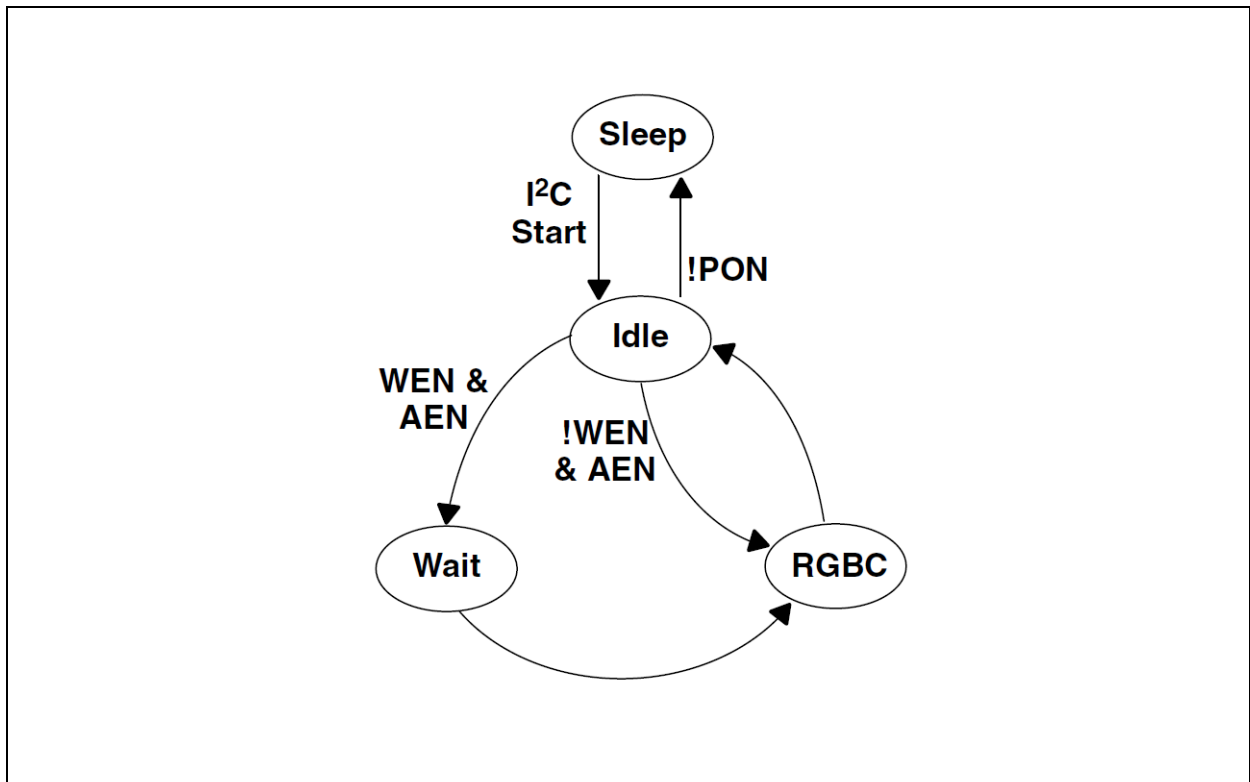 Sleep
I²C
Start
!PON
Idle
WEN &
AEN
!WEN
& AEN
Wait
RGBC